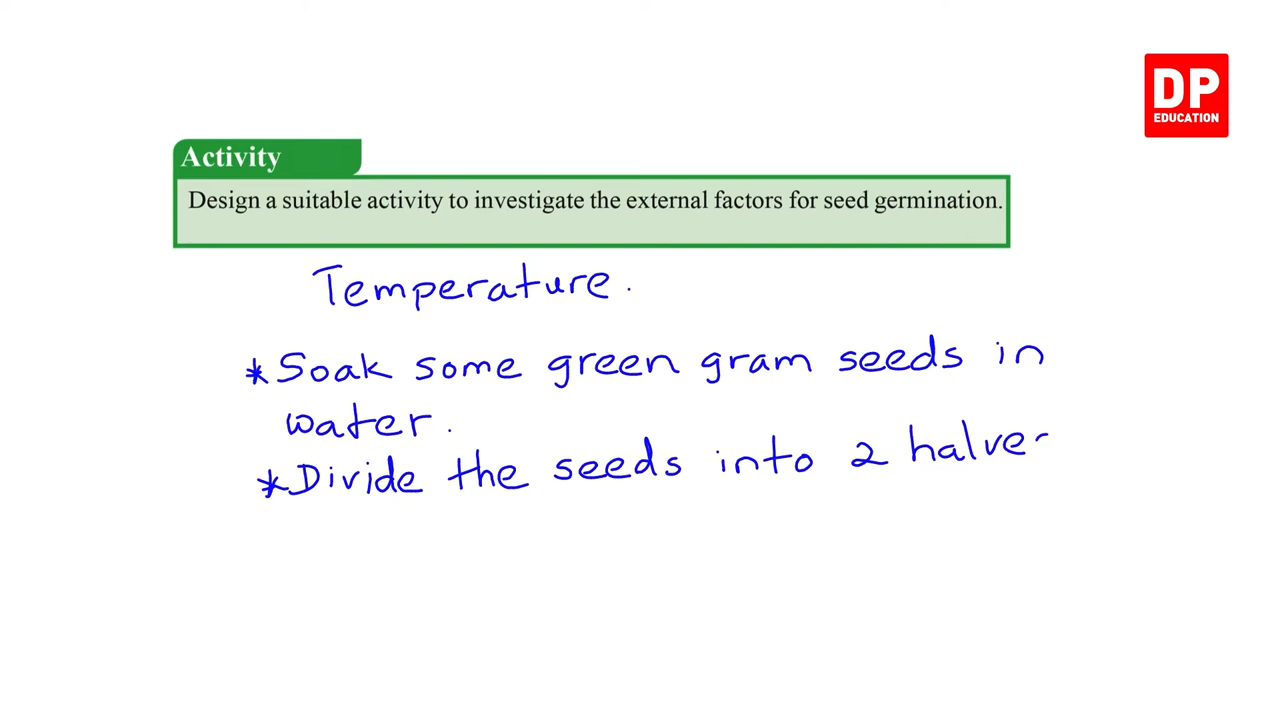 DP
EDUCATION
Activity
Design a suitable activity to investigate the external factors for seed germination.
Temperature.
*Soak some green gram seeds in
water.
*Divide the seeds into 2 halve